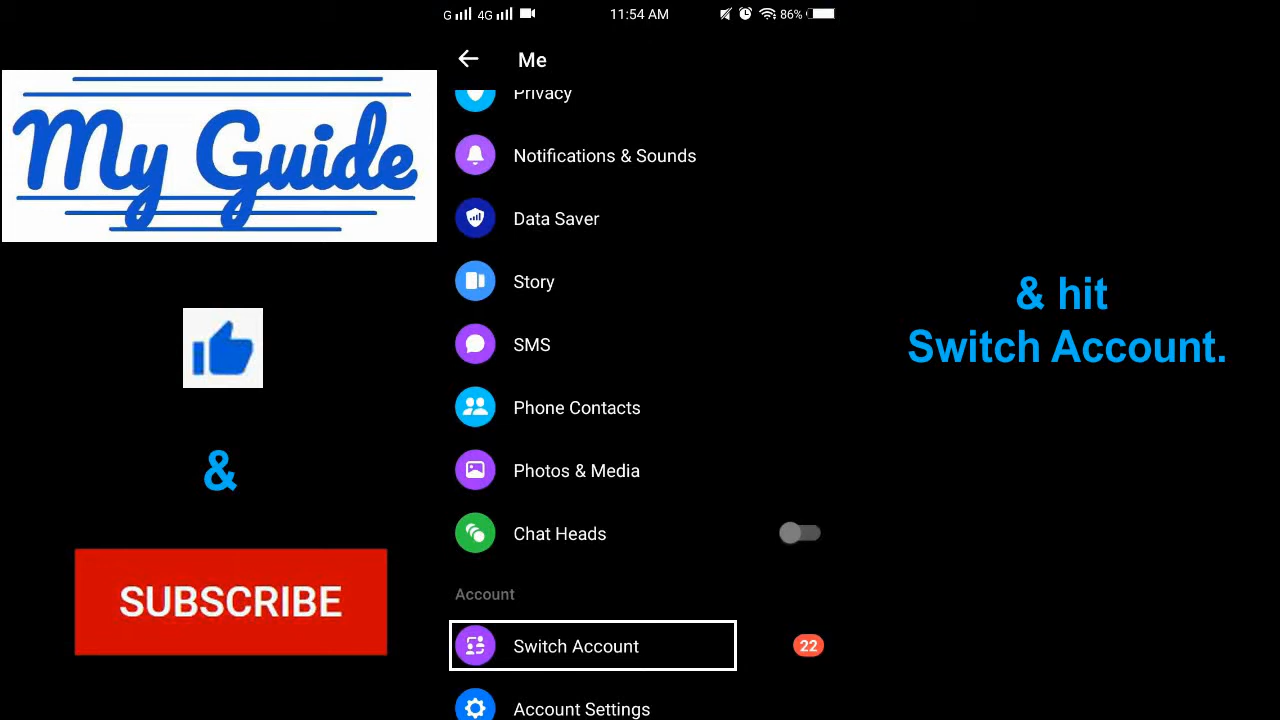 G 4G 11:54 AM 86%
Me
My Guide
Privacy
Notifications & Sounds
Data Saver
Story
SMS
Phone Contacts
Photos & Media
Chat Heads
Account
Switch Account 22
Account Settings
&
SUBSCRIBE
& hit
Switch Account.